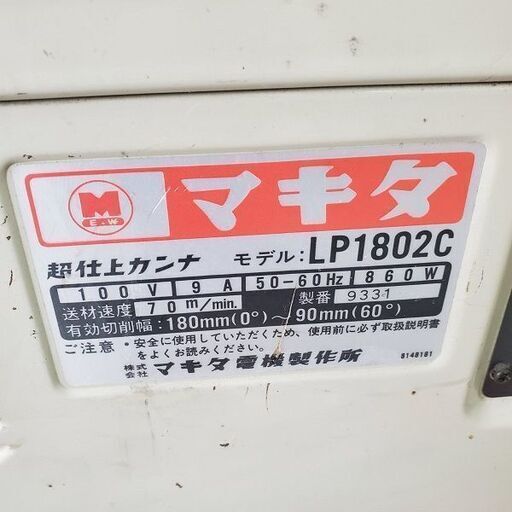 M
E.W
マキタ
超仕上カンナ モデル:LP1802C
100V 9A 50-60Hz 860W
送材速度 70m/min. 製番 9331
有効切削幅:180mm(0°)～90mm(60°)
ご注意 ・安全に使用していただくため、使用前に必ず取扱説明書
をよくお読みください。
株式会社 マキタ電機製作所
814B181